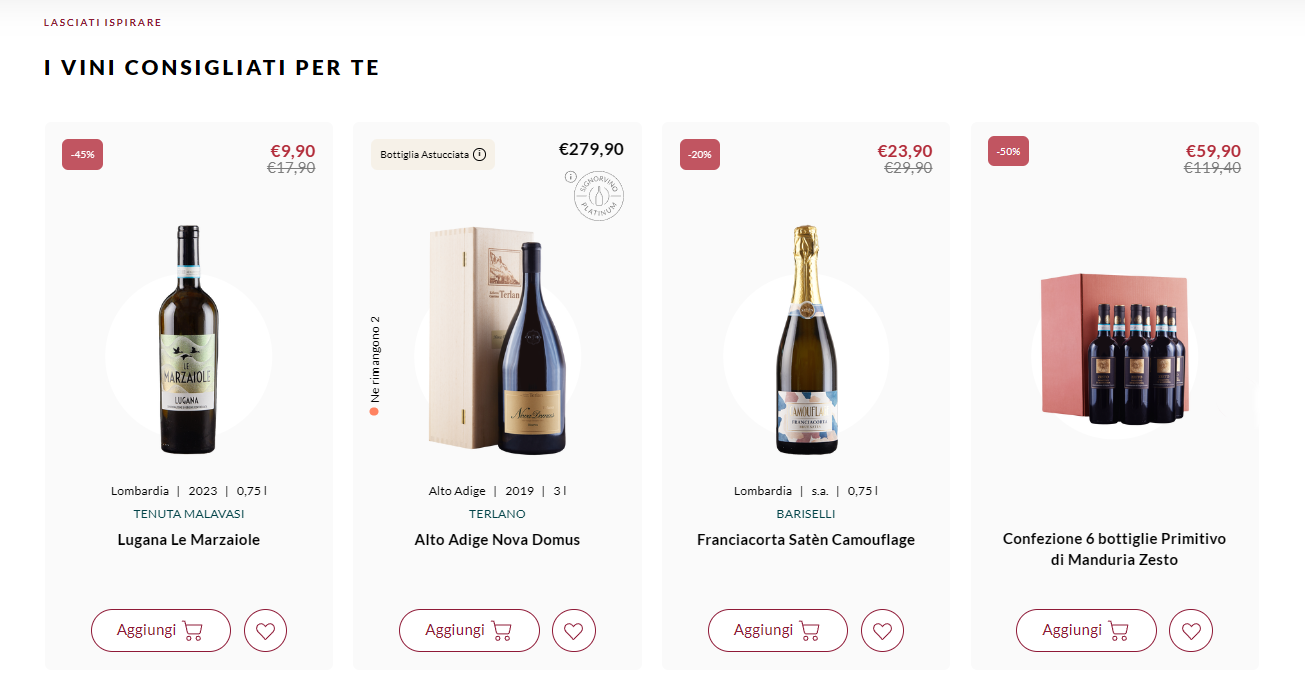 LASCIATI ISPIRARE
I VINI CONSIGLIATI PER TE
-45%
€9,90
€17,90
LE
MARZAIOLE
LUGANA
Lombardia | 2023 | 0,75 l
TENUTA MALAVASI
Lugana Le Marzaiole
Aggiungi
Bottiglia Astucciata
€279,90
SIGNORVINO
PLATINUM
Ne rimangono 2
Terlan
Nova Domus
Alto Adige | 2019 | 3 l
TERLANO
Alto Adige Nova Domus
Aggiungi
-20%
€23,90
€29,90
AMOUFLA
FRANCIACORTA
Lombardia | s.a. | 0,75 l
BARISELLI
Franciacorta Satèn Camouflage
Aggiungi
-50%
€59,90
€119,40
Confezione 6 bottiglie Primitivo
di Manduria Zesto
Aggiungi